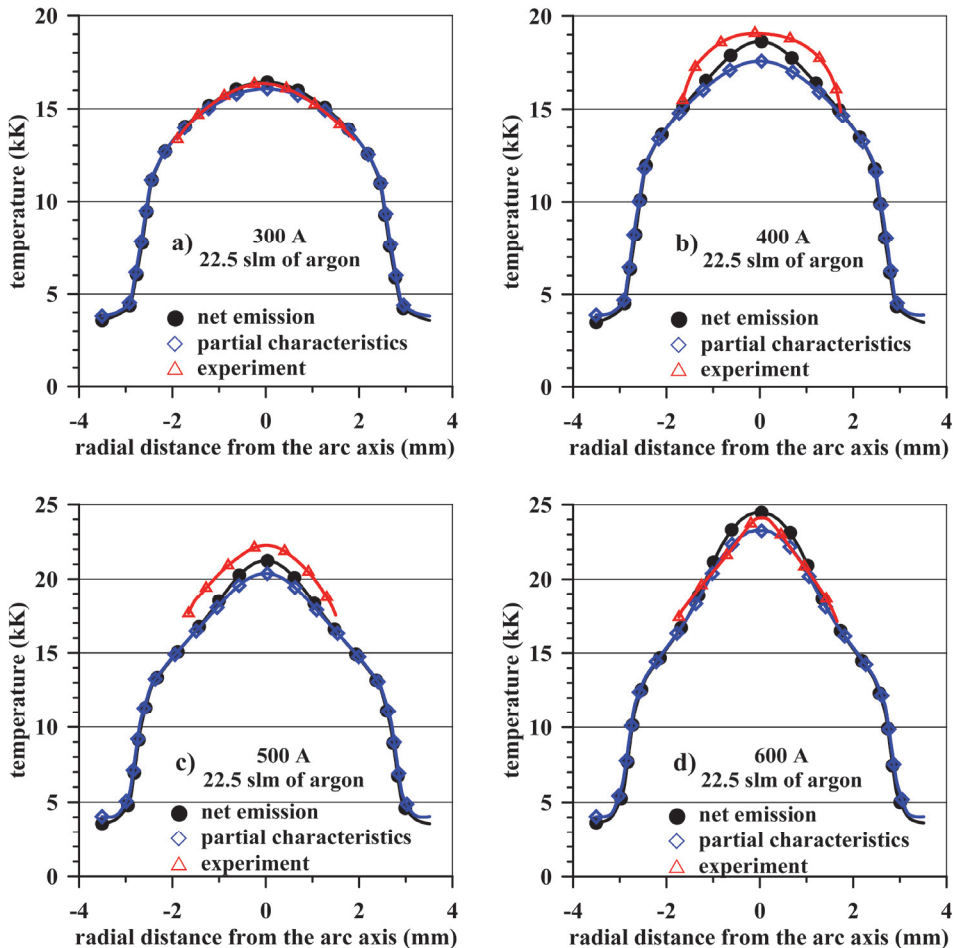 20
15
10
5
0
temperature (kK)
a) 300 A
22.5 slm of argon
net emission
partial characteristics
experiment
-4 -2 0 2 4
radial distance from the arc axis (mm)
20
15
10
5
0
temperature (kK)
b) 400 A
22.5 slm of argon
net emission
partial characteristics
experiment
-4 -2 0 2 4
radial distance from the arc axis (mm)
25
20
15
10
5
0
temperature (kK)
c) 500 A
22.5 slm of argon
net emission
partial characteristics
experiment
-4 -2 0 2 4
radial distance from the arc axis (mm)
25
20
15
10
5
0
temperature (kK)
d) 600 A
22.5 slm of argon
net emission
partial characteristics
experiment
-4 -2 0 2 4
radial distance from the arc axis (mm)